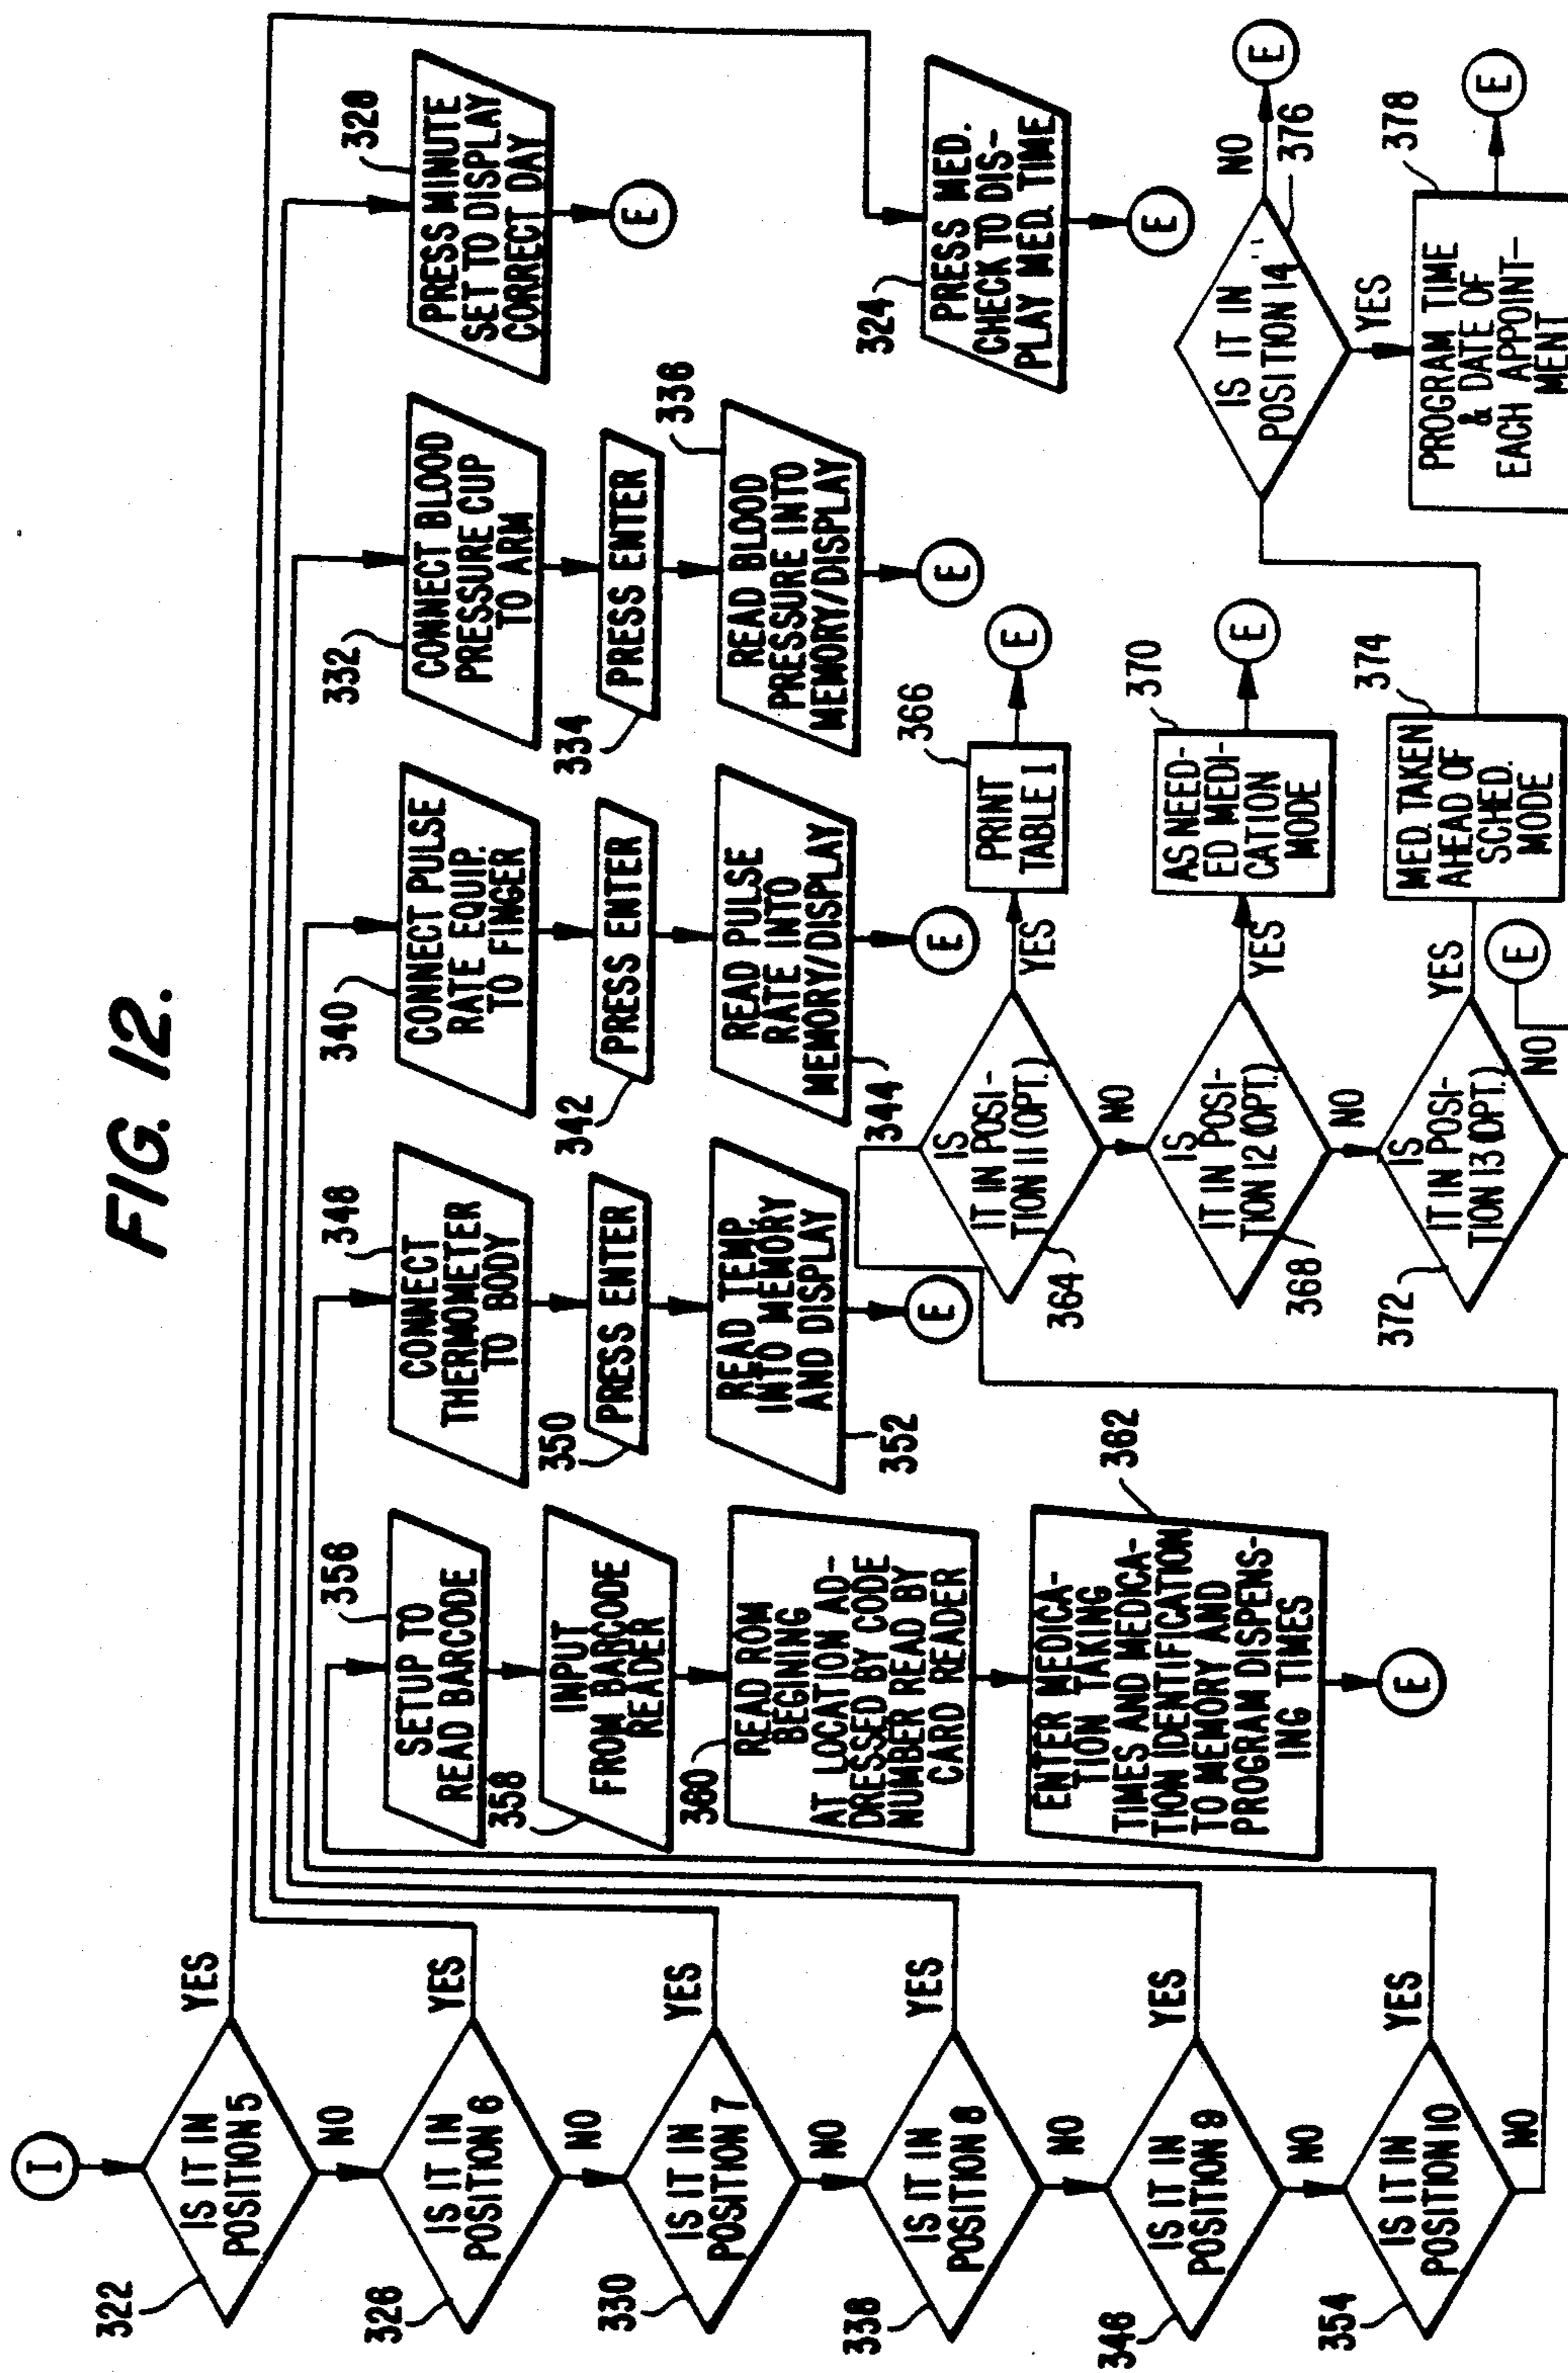 FIG. 12.
I
322
IS IT IN
POSITION 5
YES
NO
326
IS IT IN
POSITION 6
YES
NO
330
IS IT IN
POSITION 7
YES
NO
338
IS IT IN
POSITION 8
YES
NO
346
IS IT IN
POSITION 9
YES
NO
354
IS IT IN
POSITION 10
YES
NO
356
SETUP TO
READ BARCODE
358
INPUT
FROM BARCODE
READER
360
READ ROM
BEGINING
AT LOCATION AD-
DRESSED BY CODE
NUMBER READ BY
CARD READER
362
ENTER MEDICA-
TION TAKING
TIMES AND MEDICA-
TION IDENTIFICATION
TO MEMORY AND
PROGRAM DISPENS-
ING TIMES
E
348
CONNECT
THERMOMETER
TO BODY
350
PRESS ENTER
352
READ TEMP.
INTO MEMORY
AND DISPLAY
E
340
CONNECT PULSE
RATE EQUIP.
TO FINGER
342
PRESS ENTER
344
READ PULSE
RATE INTO
MEMORY/DISPLAY
E
332
CONNECT BLOOD
PRESSURE CUP
TO ARM
334
PRESS ENTER
336
READ BLOOD
PRESSURE INTO
MEMORY/DISPLAY
E
328
PRESS MINUTE
SET TO DISPLAY
CORRECT DAY
E
324
PRESS MED.
CHECK TO DIS-
PLAY MED. TIME
E
364
IS
IT IN POSI-
TION 11 (OPT.)
YES
NO
366
PRINT
TABLE I
E
368
IS
IT IN POSI-
TION 12 (OPT.)
YES
NO
370
AS NEED-
ED MEDI-
CATION
MODE
E
372
IS
IT IN POSI-
TION 13 (OPT.)
YES
NO
E
374
MED. TAKEN
AHEAD OF
SCHED.
MODE
376
IS IT IN
POSITION 14
NO
E
YES
378
PROGRAM TIME
& DATE OF
EACH APPOINT-
MENT
E